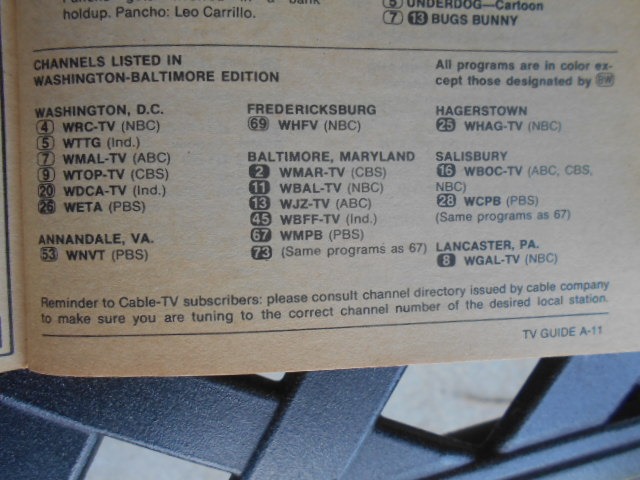 holdup. Pancho: Leo Carrillo.
5 UNDERDOG—Cartoon
7 13 BUGS BUNNY
CHANNELS LISTED IN
WASHINGTON-BALTIMORE EDITION
All programs are in color ex-
cept those designated by BW
WASHINGTON, D.C.
4 WRC-TV (NBC)
5 WTTG (Ind.)
7 WMAL-TV (ABC)
9 WTOP-TV (CBS)
20 WDCA-TV (Ind.)
26 WETA (PBS)
ANNANDALE, VA.
53 WNVT (PBS)
FREDERICKSBURG
69 WHFV (NBC)
BALTIMORE, MARYLAND
2 WMAR-TV (CBS)
11 WBAL-TV (NBC)
13 WJZ-TV (ABC)
45 WBFF-TV (Ind.)
67 WMPB (PBS)
73 (Same programs as 67)
HAGERSTOWN
25 WHAG-TV (NBC)
SALISBURY
16 WBOC-TV (ABC, CBS,
NBC)
28 WCPB (PBS)
(Same programs as 67)
LANCASTER, PA.
8 WGAL-TV (NBC)
Reminder to Cable-TV subscribers: please consult channel directory issued by cable company
to make sure you are tuning to the correct channel number of the desired local station.
TV GUIDE A-11